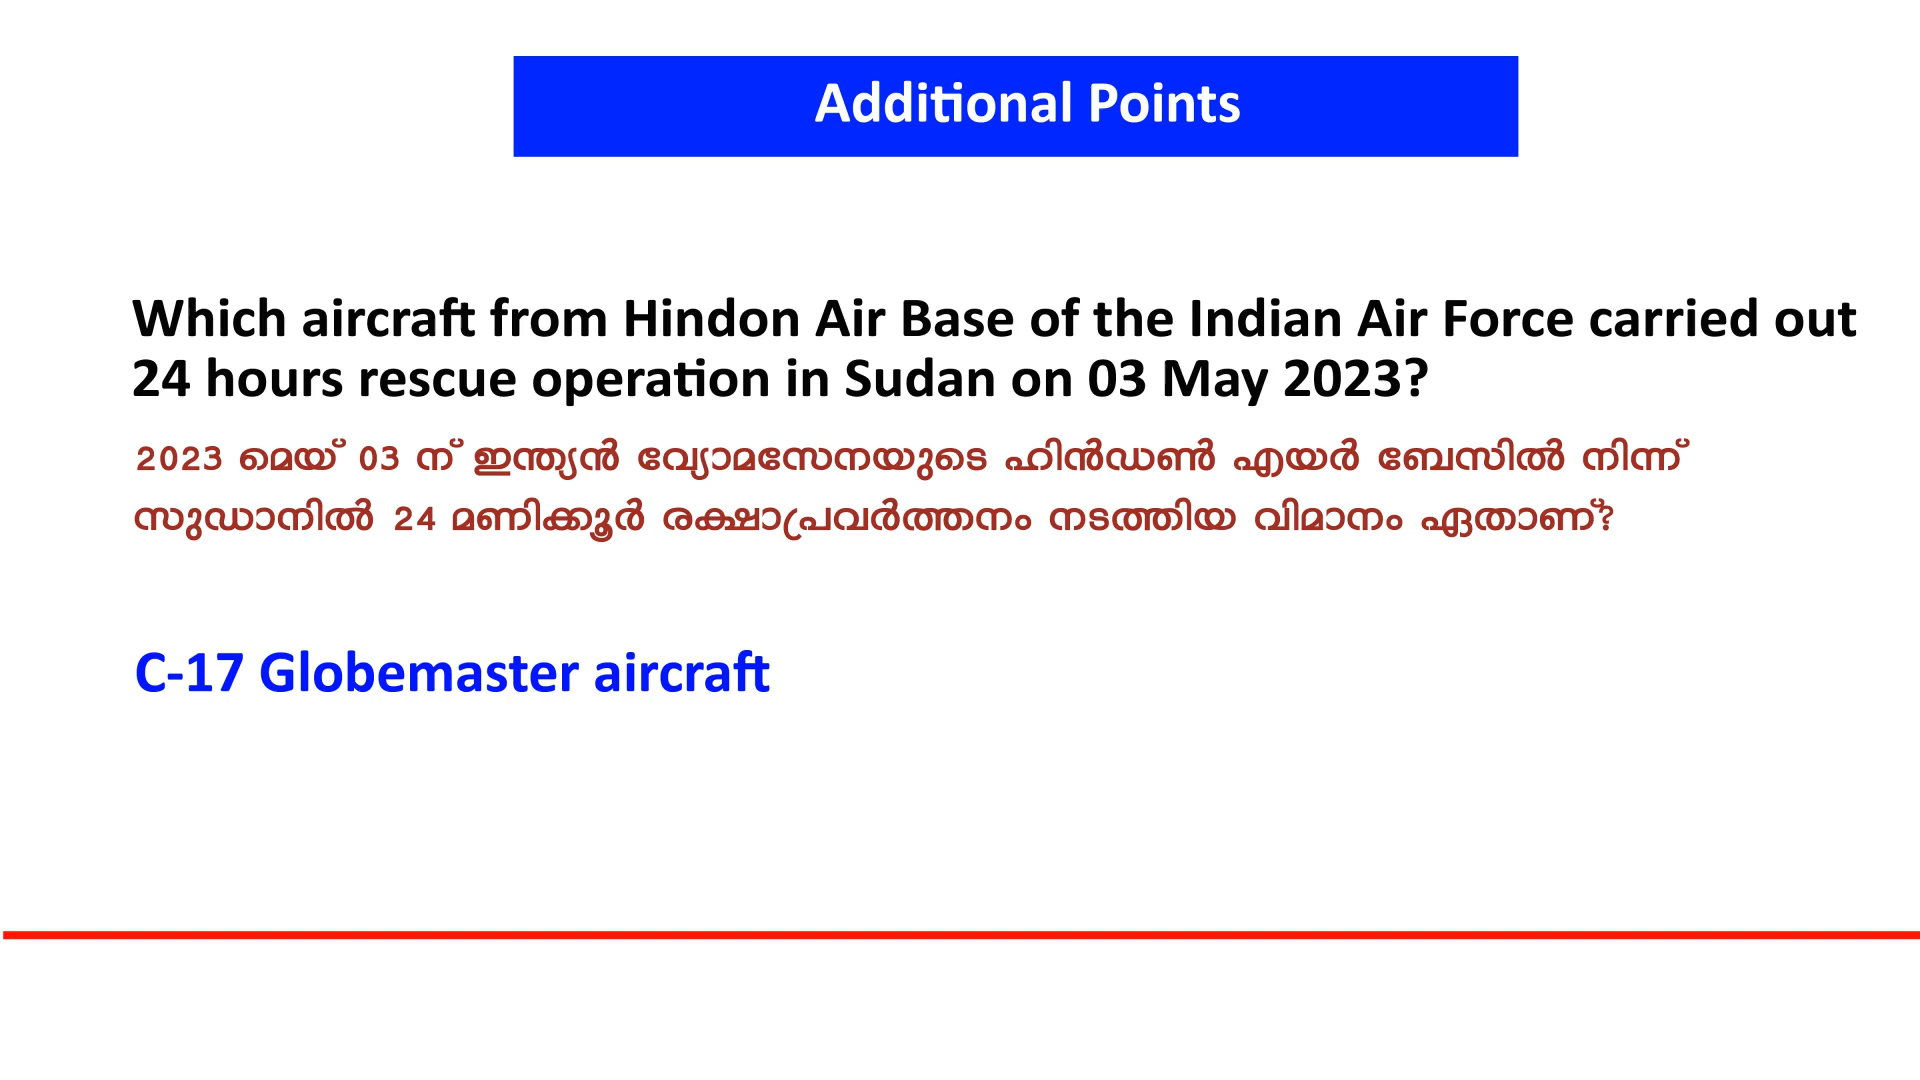 Additional Points
Which aircraft from Hindon Air Base of the Indian Air Force carried out
24 hours rescue operation in Sudan on 03 May 2023?
2023 മെയ് 03 ന് ഇന്ത്യൻ വ്യോമസേനയുടെ ഹിൻഡൺ എയർ ബേസിൽ നിന്ന്
സുഡാനിൽ 24 മണിക്കൂർ രക്ഷാപ്രവർത്തനം നടത്തിയ വിമാനം ഏതാണ്?
C-17 Globemaster aircraft